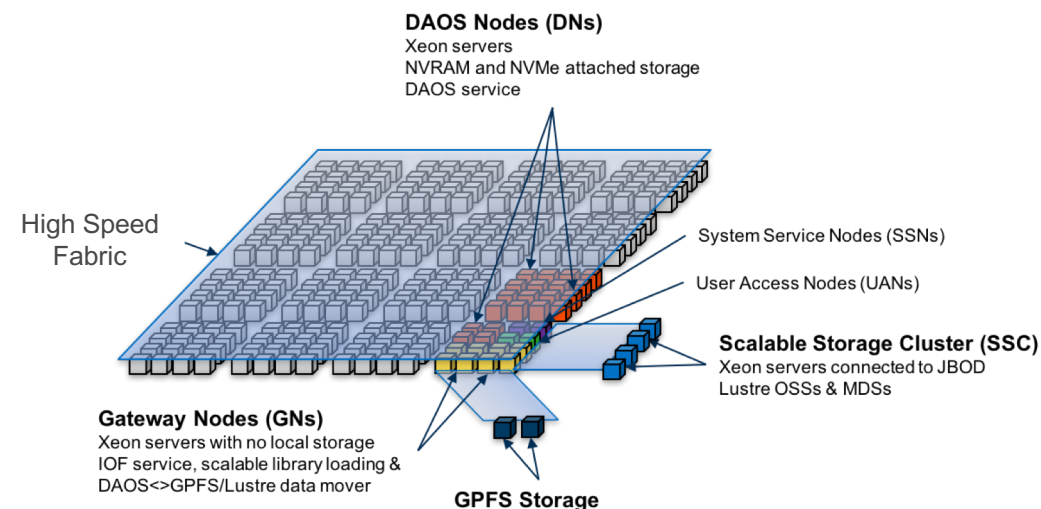 DAOS Nodes (DNs)
Xeon servers
NVRAM and NVMe attached storage
DAOS service
High Speed
Fabric
System Service Nodes (SSNs)
User Access Nodes (UANs)
Scalable Storage Cluster (SSC)
Xeon servers connected to JBOD
Lustre OSSs & MDSs
Gateway Nodes (GNs)
Xeon servers with no local storage
IOF service, scalable library loading &
DAOS<>GPFS/Lustre data mover
GPFS Storage